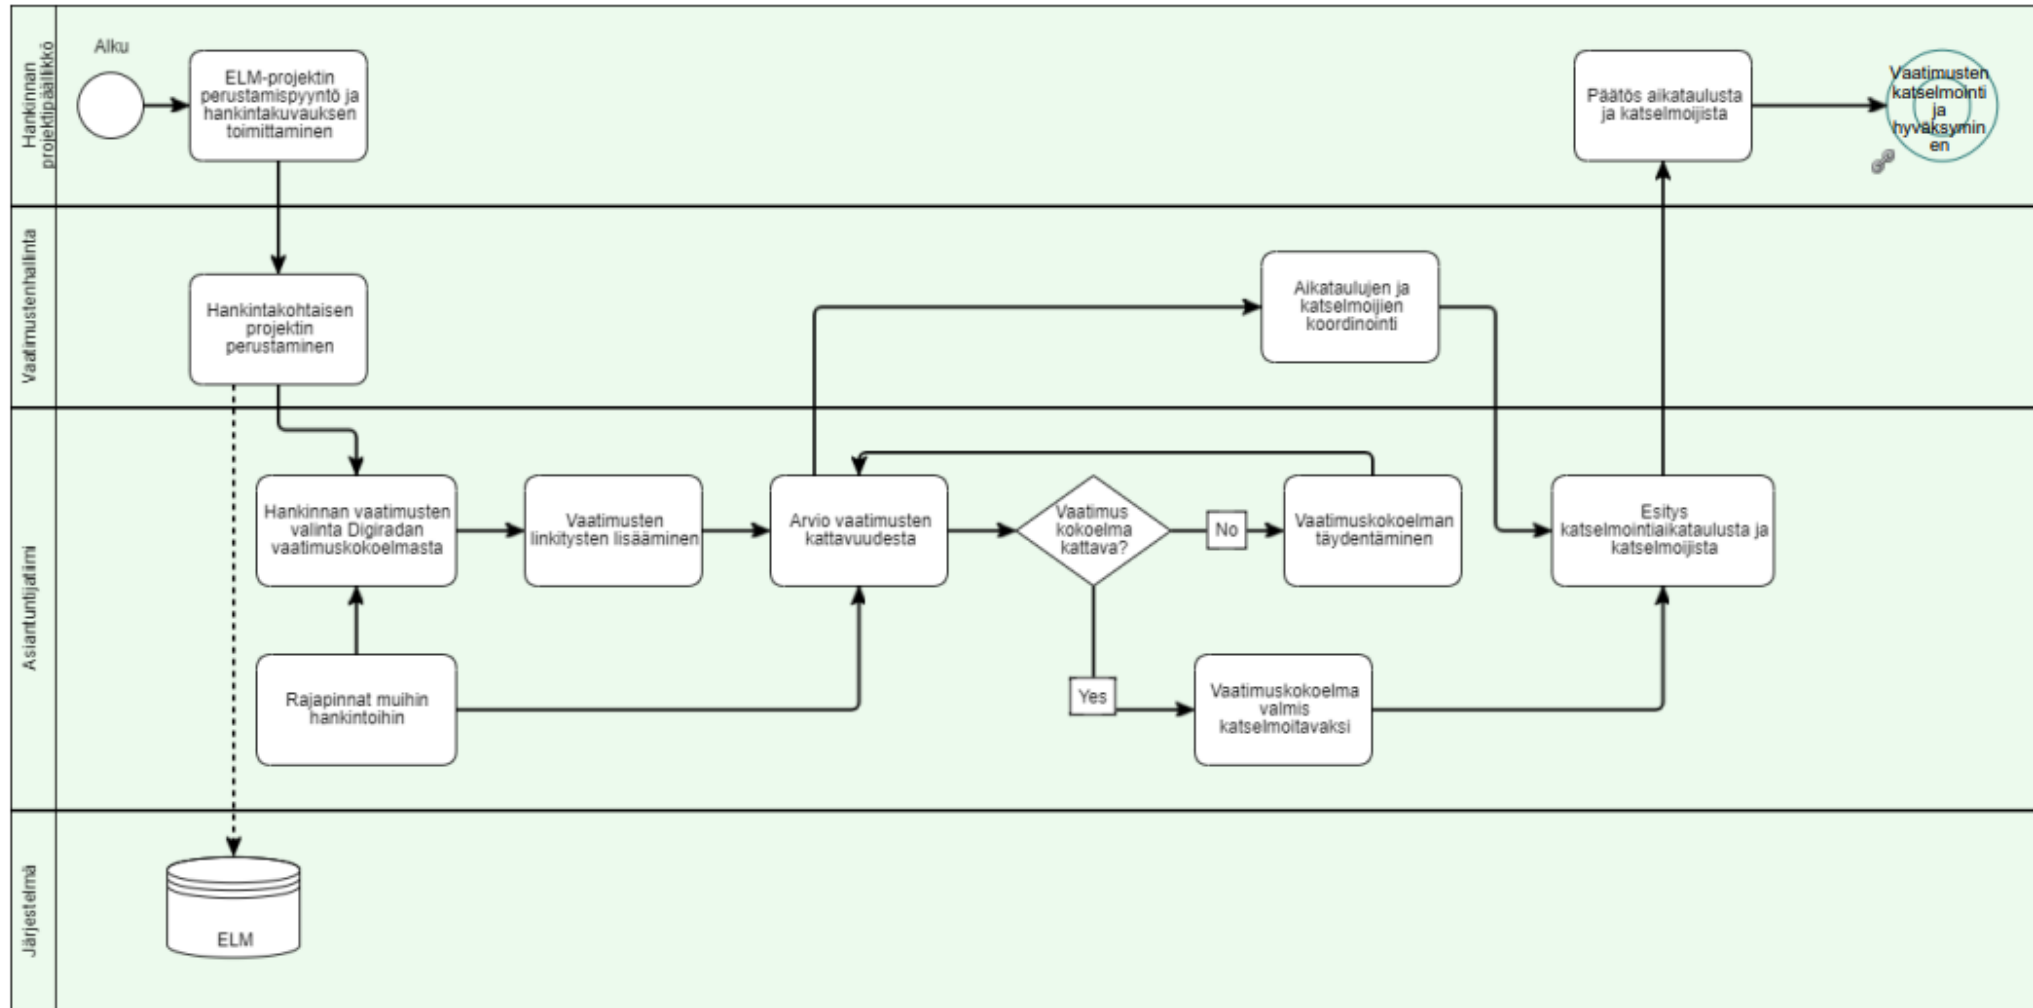 Hankinnan
projektipäällikkö
Alku
ELM-projektin
perustamispyyntö ja
hankintakuvauksen
toimittaminen
Päätös aikataulusta
ja katselmoijista
Vaatimusten
katselmointi
ja
hyväksymin
en
Vaatimustenhallinta
Hankintakohtaisen
projektin
perustaminen
Aikataulujen ja
katselmoijien
koordinointi
Asiantuntijatiimi
Hankinnan vaatimusten
valinta Digiradan
vaatimuskokoelmasta
Vaatimusten
linkitysten lisääminen
Arvio vaatimusten
kattavuudesta
Vaatimus
kokoelma
kattava?
No
Vaatimuskokoelman
täydentäminen
Esitys
katselmointiaikataulusta ja
katselmoijista
Rajapinnat muihin
hankintoihin
Yes
Vaatimuskokoelma
valmis
katselmoitavaksi
Järjestelmä
ELM